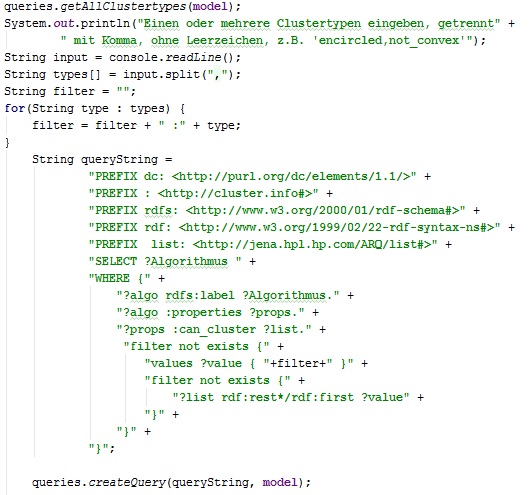 queries.getAllClustertypes(model);
System.out.println("Einen oder mehrere Clustertypen eingeben, getrennt" +
" mit Komma, ohne Leerzeichen, z.B. 'encircled,not_convex'");
String input = console.readLine();
String types[] = input.split(",");
String filter = "";
for(String type : types) {
filter = filter + " :" + type;
}
String queryString =
"PREFIX dc: <http://purl.org/dc/elements/1.1/>" +
"PREFIX : <http://cluster.info#>" +
"PREFIX rdfs: <http://www.w3.org/2000/01/rdf-schema#>" +
"PREFIX rdf: <http://www.w3.org/1999/02/22-rdf-syntax-ns#>" +
"PREFIX  list: <http://jena.hpl.hp.com/ARQ/list#>" +
"SELECT ?Algorithmus " +
"WHERE {" +
"?algo rdfs:label ?Algorithmus." +
"?algo :properties ?props." +
"?props :can_cluster ?list." +
"filter not exists {" +
"values ?value { "+filter+" }" +
"filter not exists {" +
"?list rdf:rest*/rdf:first ?value" +
"}" +
"}" +
"}";
queries.createQuery(queryString, model);